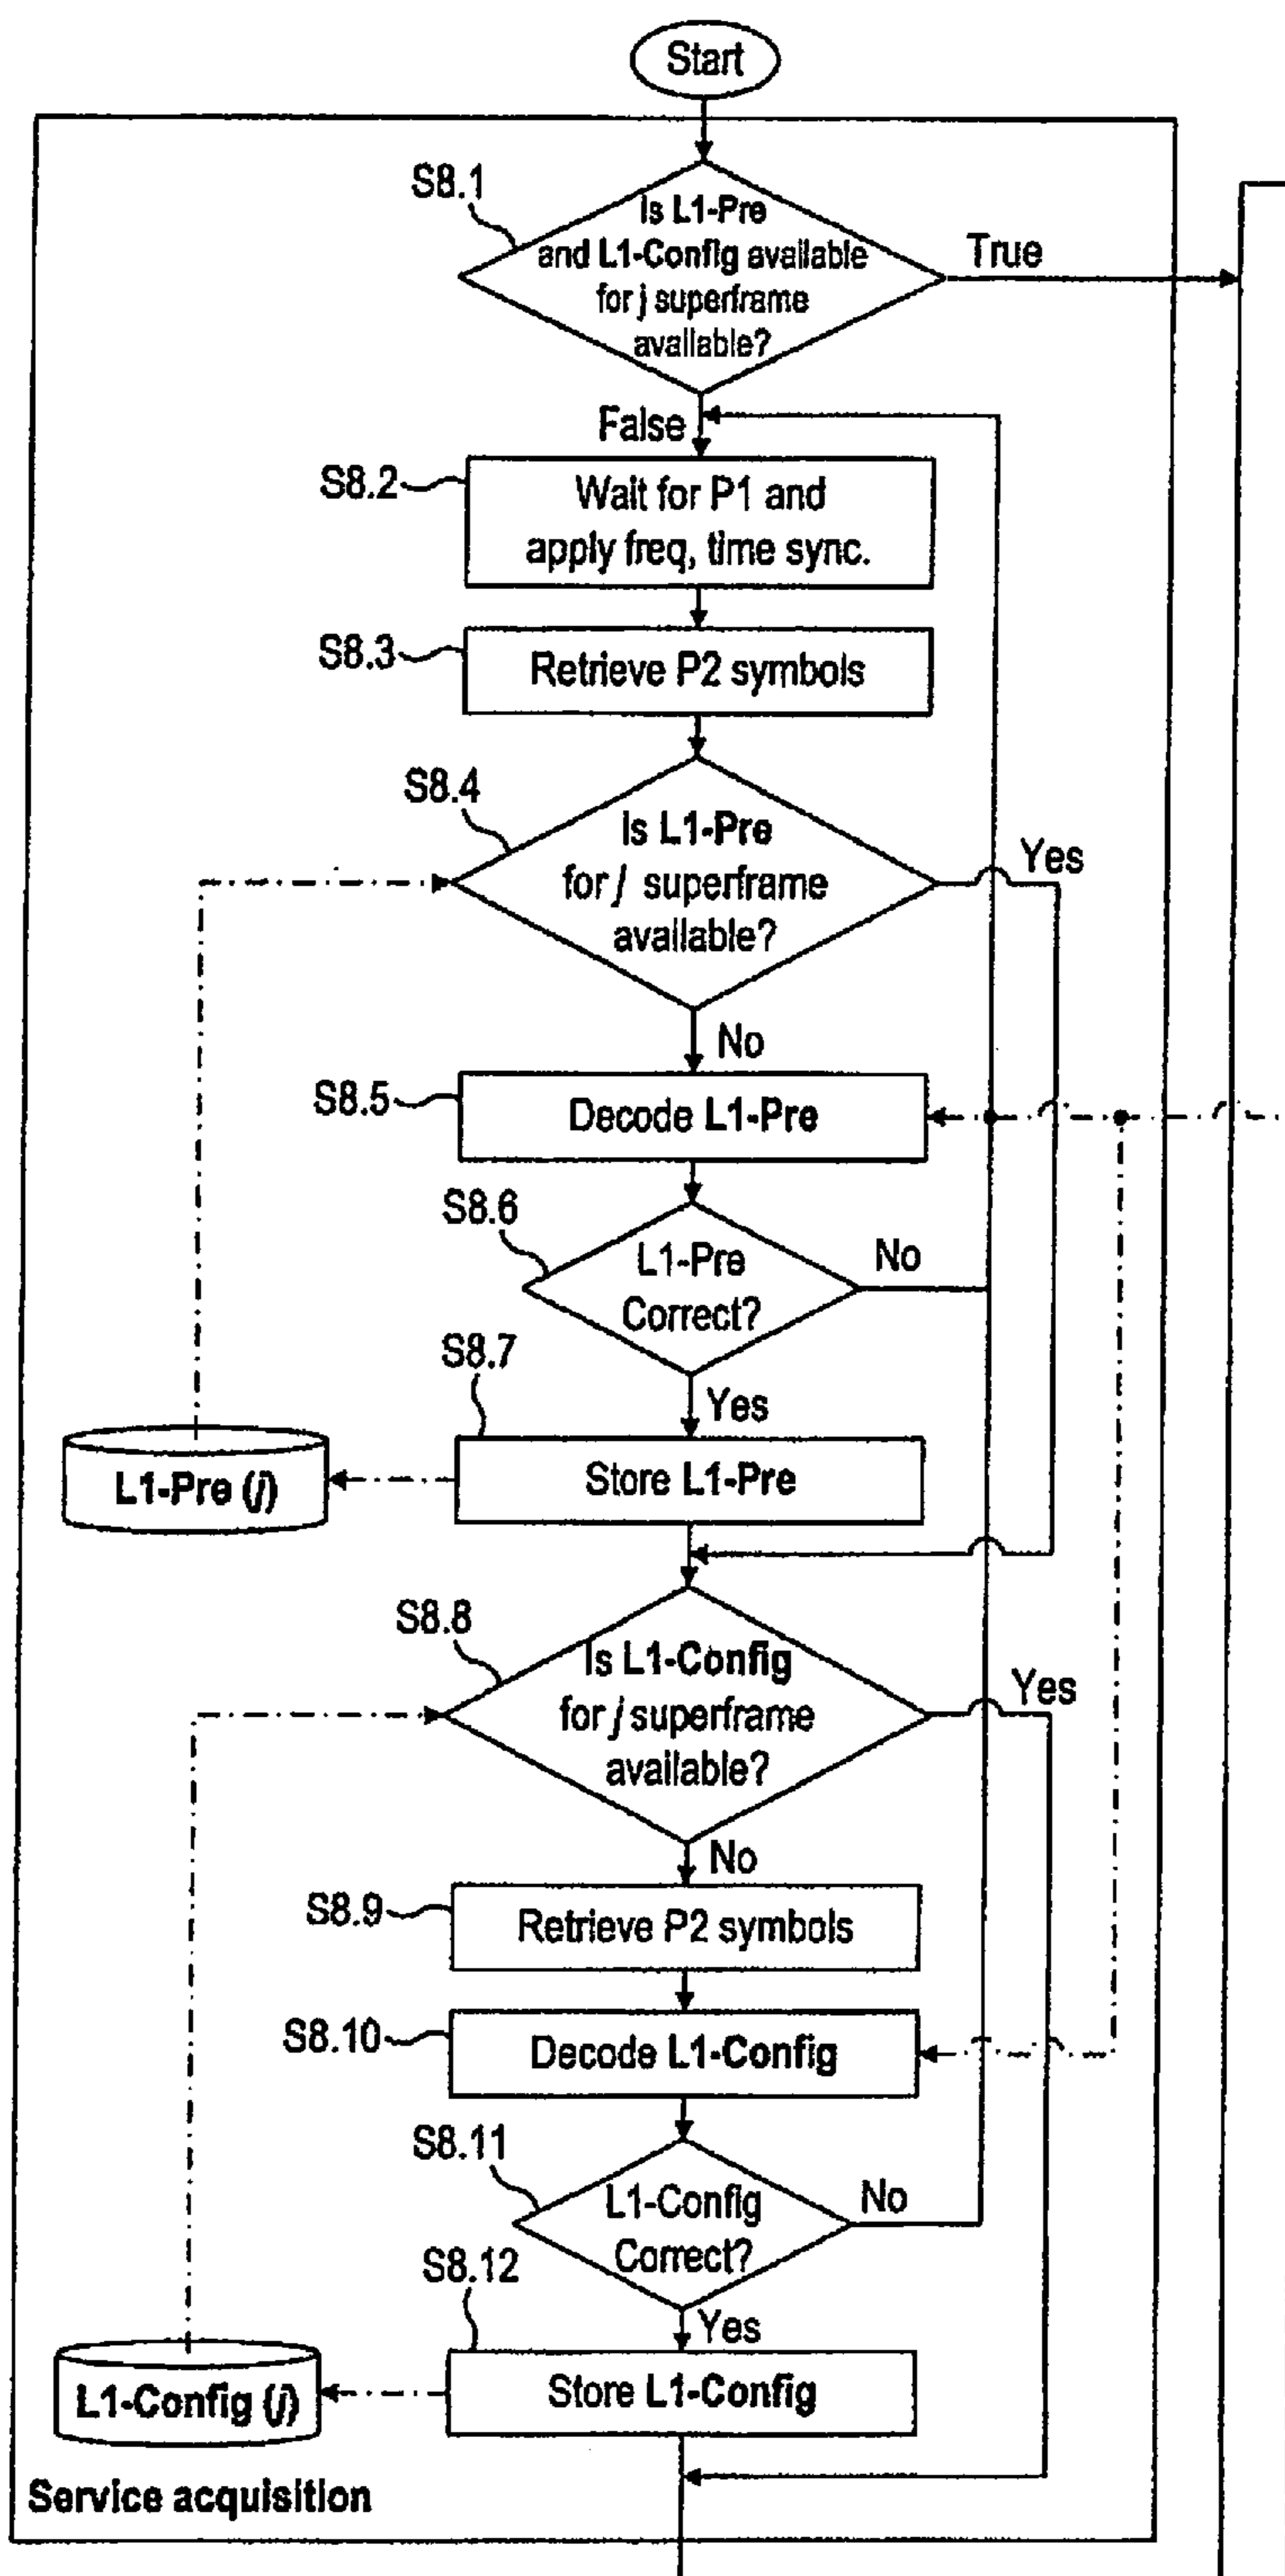 Start
S8.1
Is L1-Pre
and L1-Config available
for j superframe
available?
True
False
S8.2
Wait for P1 and
apply freq, time sync.
S8.3
Retrieve P2 symbols
S8.4
Is L1-Pre
for j superframe
available?
Yes
No
S8.5
Decode L1-Pre
S8.6
L1-Pre
Correct?
No
S8.7
Yes
Store L1-Pre
L1-Pre (j)
S8.8
Is L1-Config
for j superframe
available?
Yes
No
S8.9
Retrieve P2 symbols
S8.10
Decode L1-Config
S8.11
L1-Config
Correct?
No
S8.12
Yes
Store L1-Config
L1-Config (j)
Service acquisition